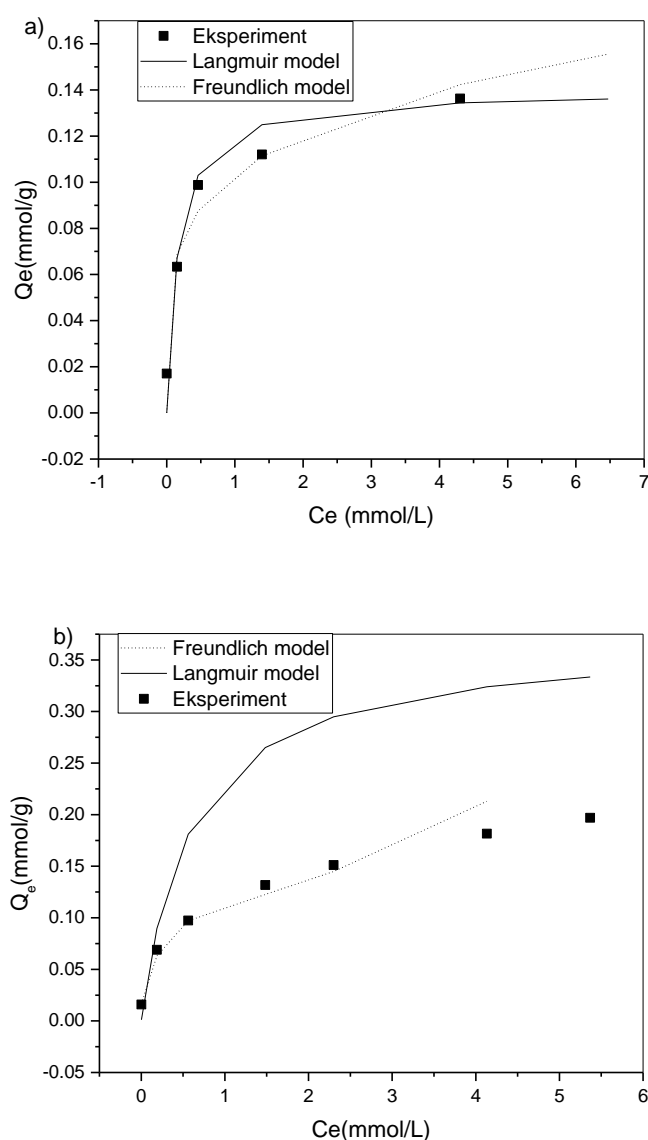 a)
Eksperiment
Langmuir model
Freundlich model
0.16
0.14
0.12
0.10
0.08
0.06
0.04
0.02
0.00
-0.02
Qe(mmol/g)
-1 0 1 2 3 4 5 6 7
Ce (mmol/L)
b)
Freundlich model
Langmuir model
Eksperiment
0.35
0.30
0.25
0.20
0.15
0.10
0.05
0.00
-0.05
Qe(mmol/g)
0 1 2 3 4 5 6
Ce(mmol/L)